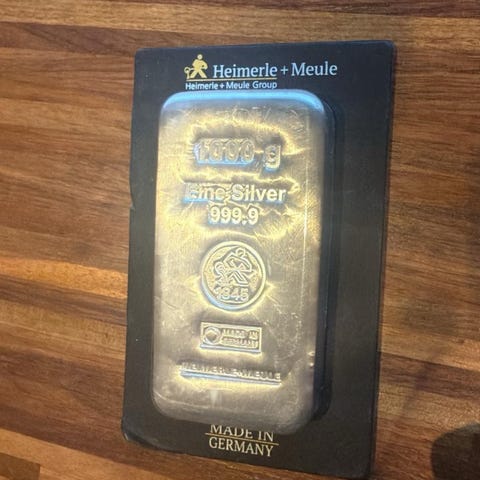 Heimerle + Meule
Heimerle + Meule Group
1000 g
Fine Silver
999.9
1845
MADE IN
GERMANY
HEIMERLE+MEULE
MADE IN
GERMANY